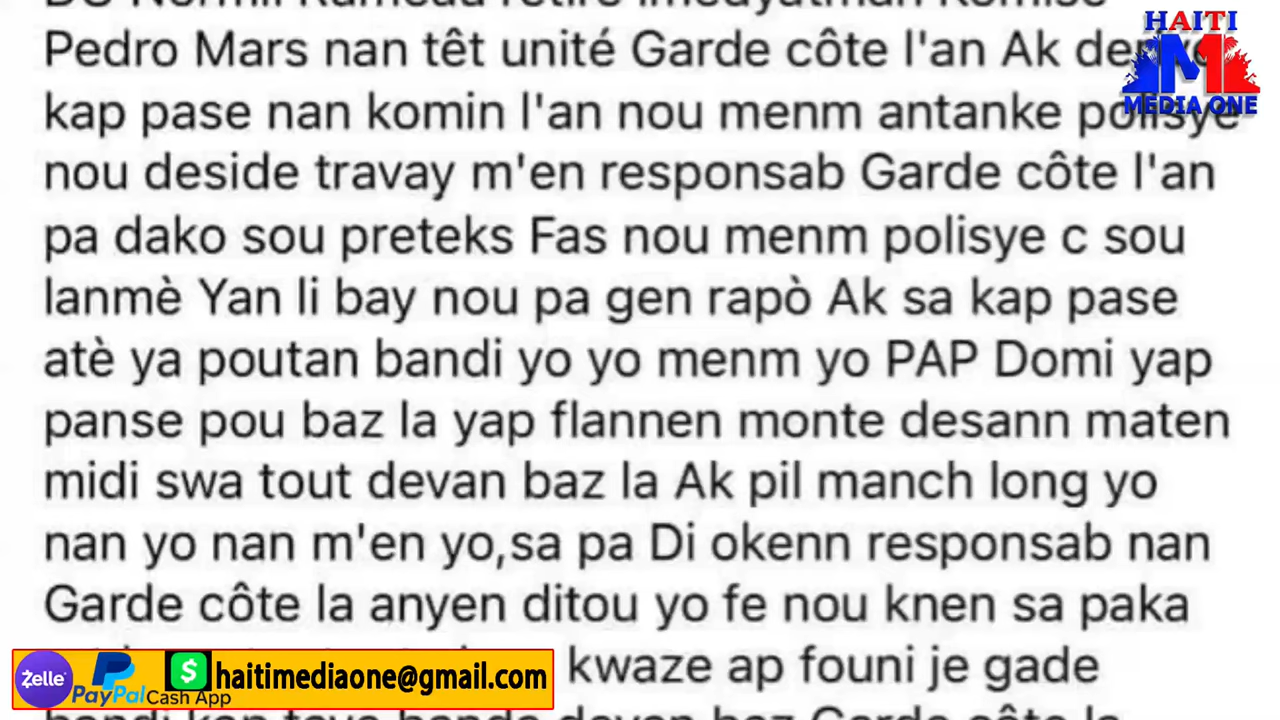 Pedro Mars nan têt unité Garde côte l'an Ak
kap pase nan komin l'an nou menm antanke polisye
nou deside travay m'en responsab Garde côte l'an
pa dako sou preteks Fas nou menm polisye c sou
lanmè Yan li bay nou pa gen rapò Ak sa kap pase
atè ya poutan bandi yo yo menm yo PAP Domi yap
panse pou baz la yap flannen monte desann maten
midi swa tout devan baz la Ak pil manch long yo
nan yo nan m'en yo,sa pa Di okenn responsab nan
Garde côte la anyen ditou yo fe nou knen sa paka
kwaze ap founi je gade
HAITI
M
MEDIA ONE
Zelle
PayPal
$
Cash App
haitimediaone@gmail.com